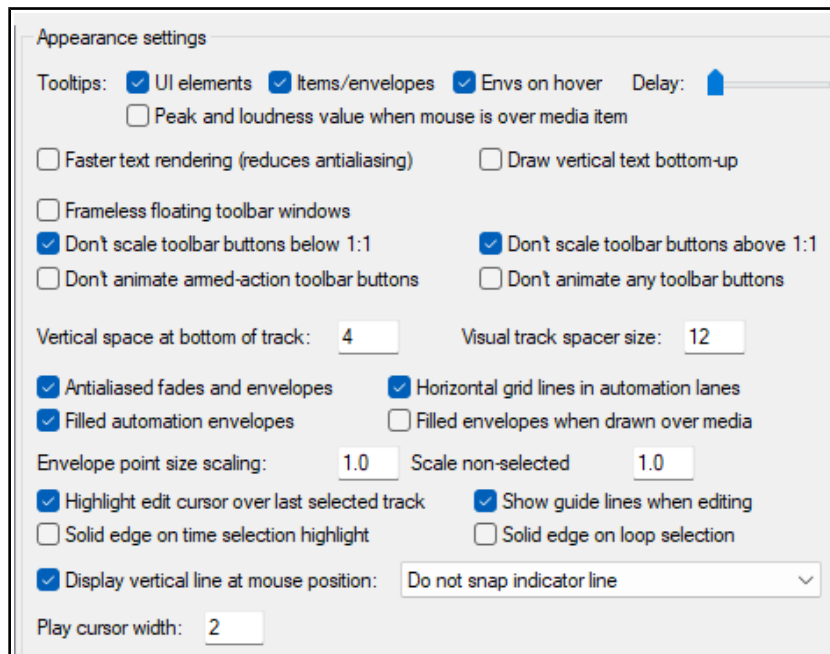 Appearance settings
Tooltips: UI elements Items/envelopes Envs on hover Delay:
Peak and loudness value when mouse is over media item
Faster text rendering (reduces antialiasing) Draw vertical text bottom-up
Frameless floating toolbar windows
Don't scale toolbar buttons below 1:1 Don't scale toolbar buttons above 1:1
Don't animate armed-action toolbar buttons Don't animate any toolbar buttons
Vertical space at bottom of track: 4 Visual track spacer size: 12
Antialiased fades and envelopes Horizontal grid lines in automation lanes
Filled automation envelopes Filled envelopes when drawn over media
Envelope point size scaling: 1.0 Scale non-selected 1.0
Highlight edit cursor over last selected track Show guide lines when editing
Solid edge on time selection highlight Solid edge on loop selection
Display vertical line at mouse position: Do not snap indicator line
Play cursor width: 2